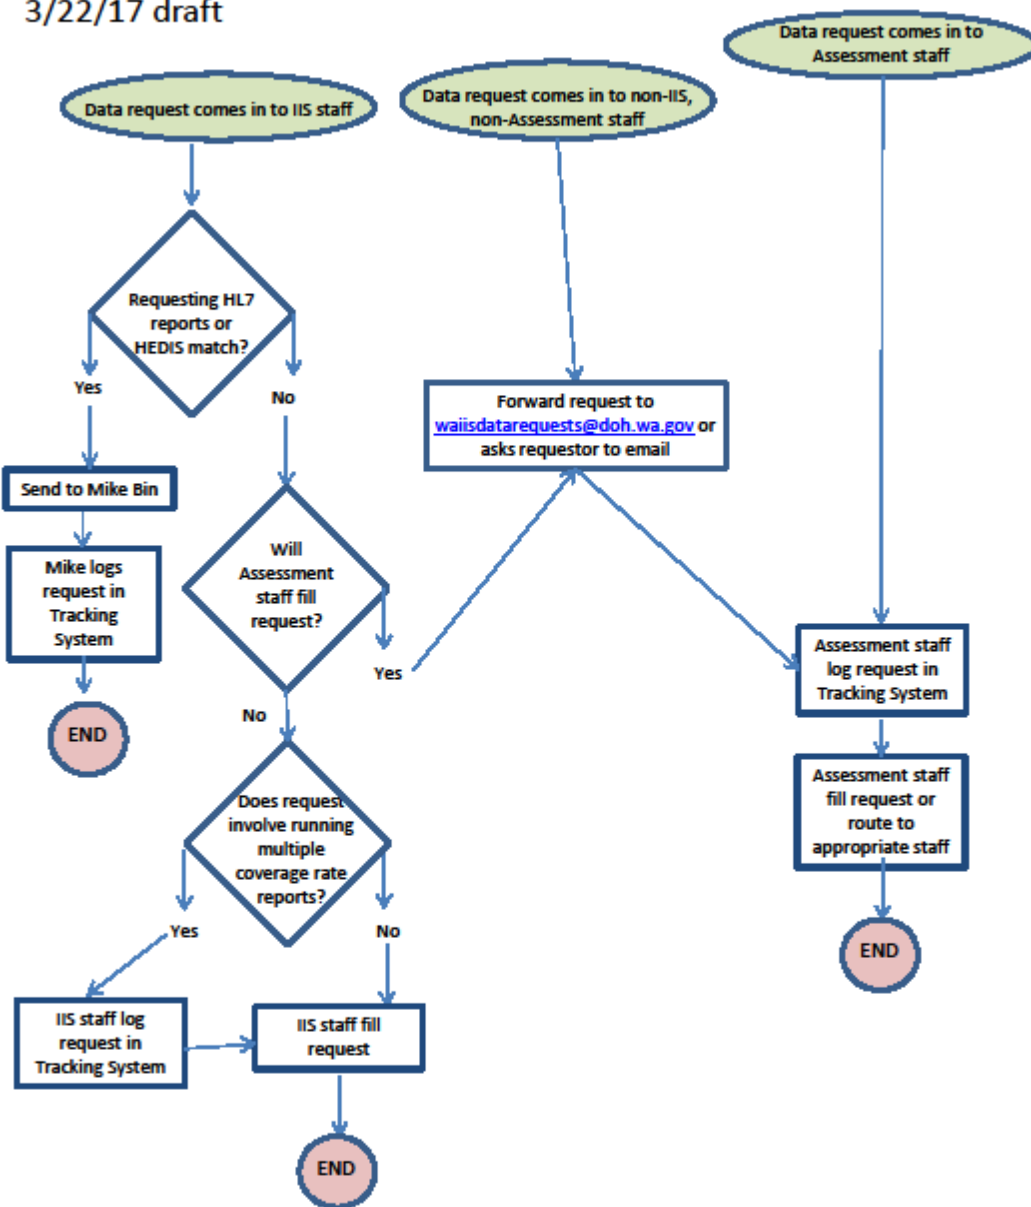 3/22/17 draft
Data request comes in to IIS staff
Data request comes in to non-IIS,
non-Assessment staff
Data request comes in to
Assessment staff
Requesting HL7
reports or
HEDIS match?
Yes
No
Send to Mike Bin
Mike logs
request in
Tracking
System
END
Will
Assessment
staff fill
request?
Yes
No
Forward request to
waiisdatarequests@doh.wa.gov or
asks requestor to email
Assessment staff
log request in
Tracking System
Assessment staff
fill request or
route to
appropriate staff
END
Does request
involve running
multiple
coverage rate
reports?
Yes
No
IIS staff log
request in
Tracking System
IIS staff fill
request
END